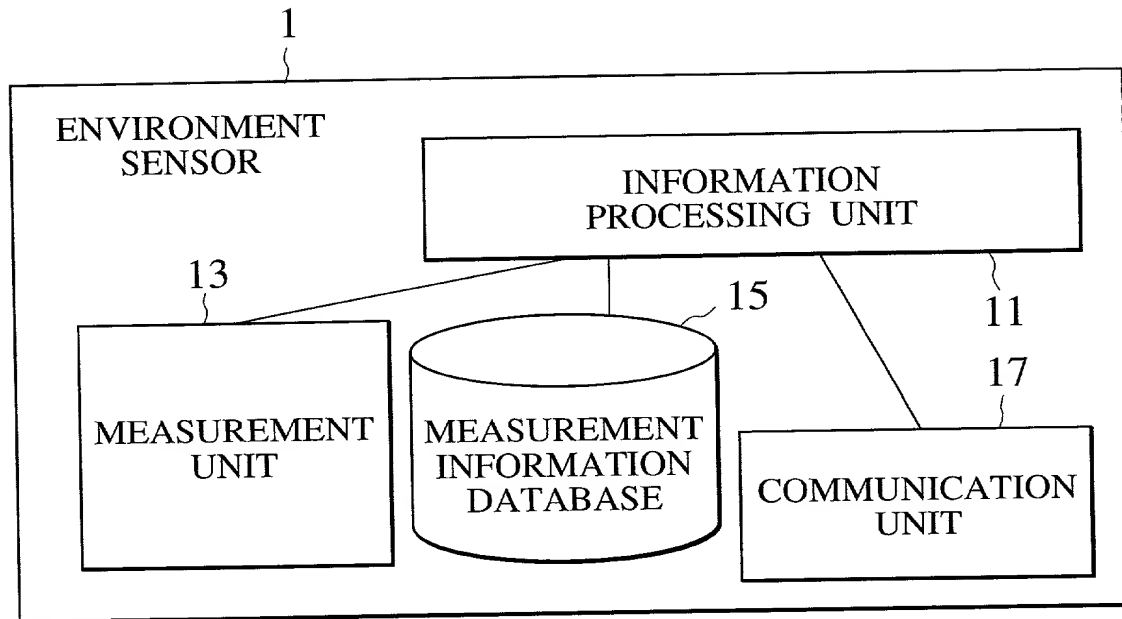 1
ENVIRONMENT
SENSOR
INFORMATION
PROCESSING UNIT
11
13
MEASUREMENT
UNIT
15
MEASUREMENT
INFORMATION
DATABASE
17
COMMUNICATION
UNIT